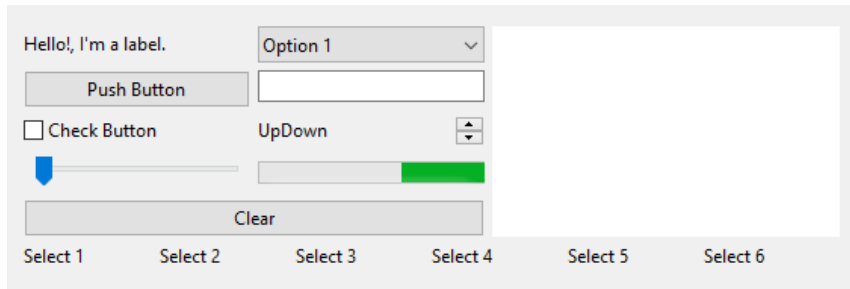 Hello!, I'm a label.
Option 1
Push Button
Check Button
UpDown
Clear
Select 1 Select 2 Select 3 Select 4 Select 5 Select 6